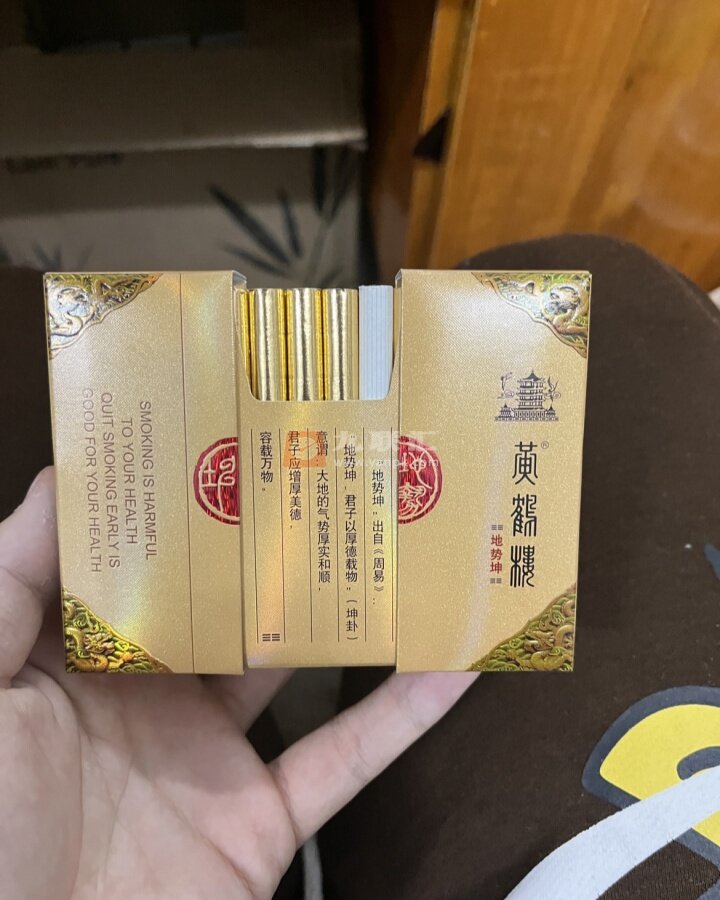 SMOKING IS HARMFUL
TO YOUR HEALTH
QUIT SMOKING EARLY IS
GOOD FOR YOUR HEALTH
地势坤”出自《周易》：
“地势坤，君子以厚德载物。”(坤卦)
意谓：大地的气势厚实和顺，
君子应增厚美德，
容载万物。
黄鹤楼®
地势坤